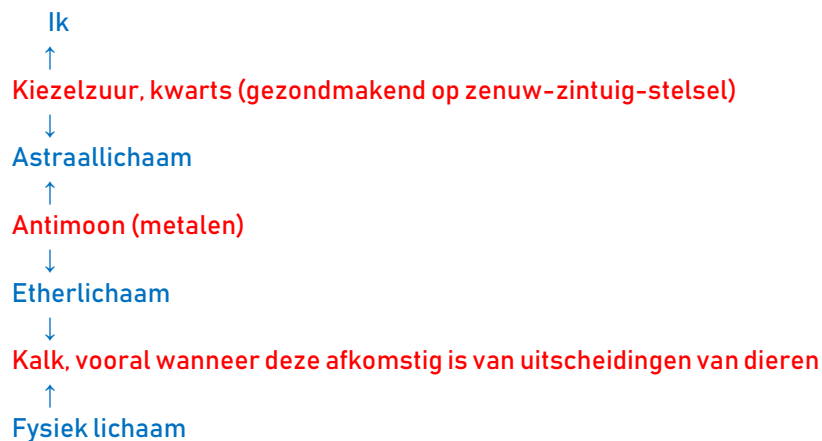 Ik
↑
Kiezelzuur, kwarts (gezondmakend op zenuw-zintuig-stelsel)
↓
Astraallichaam
↑
Antimoon (metalen)
↓
Etherlichaam
↓
Kalk, vooral wanneer deze afkomstig is van uitscheidingen van dieren
↑
Fysiek lichaam